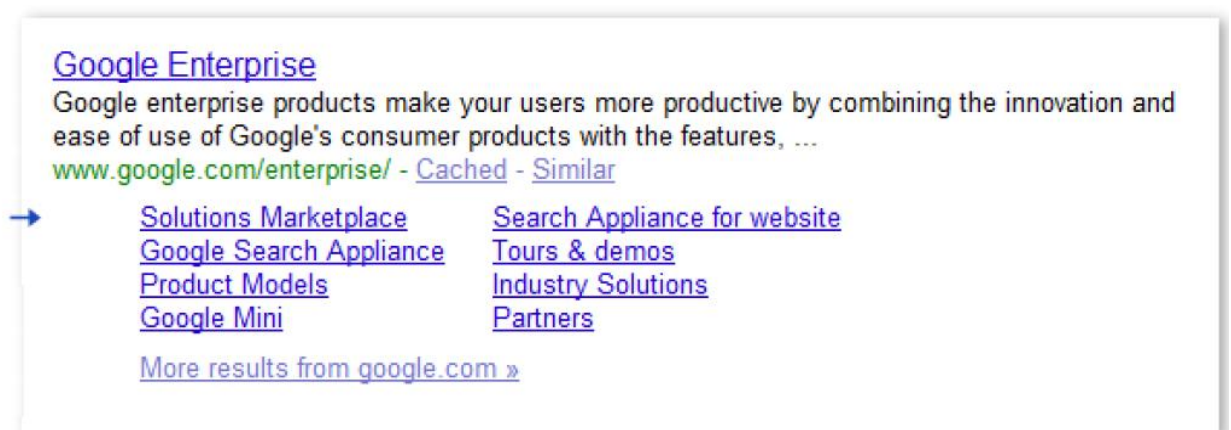 Google Enterprise
Google enterprise products make your users more productive by combining the innovation and
ease of use of Google's consumer products with the features, ...
www.google.com/enterprise/ - Cached - Similar
Solutions Marketplace Search Appliance for website
Google Search Appliance Tours & demos
Product Models Industry Solutions
Google Mini Partners
More results from google.com »